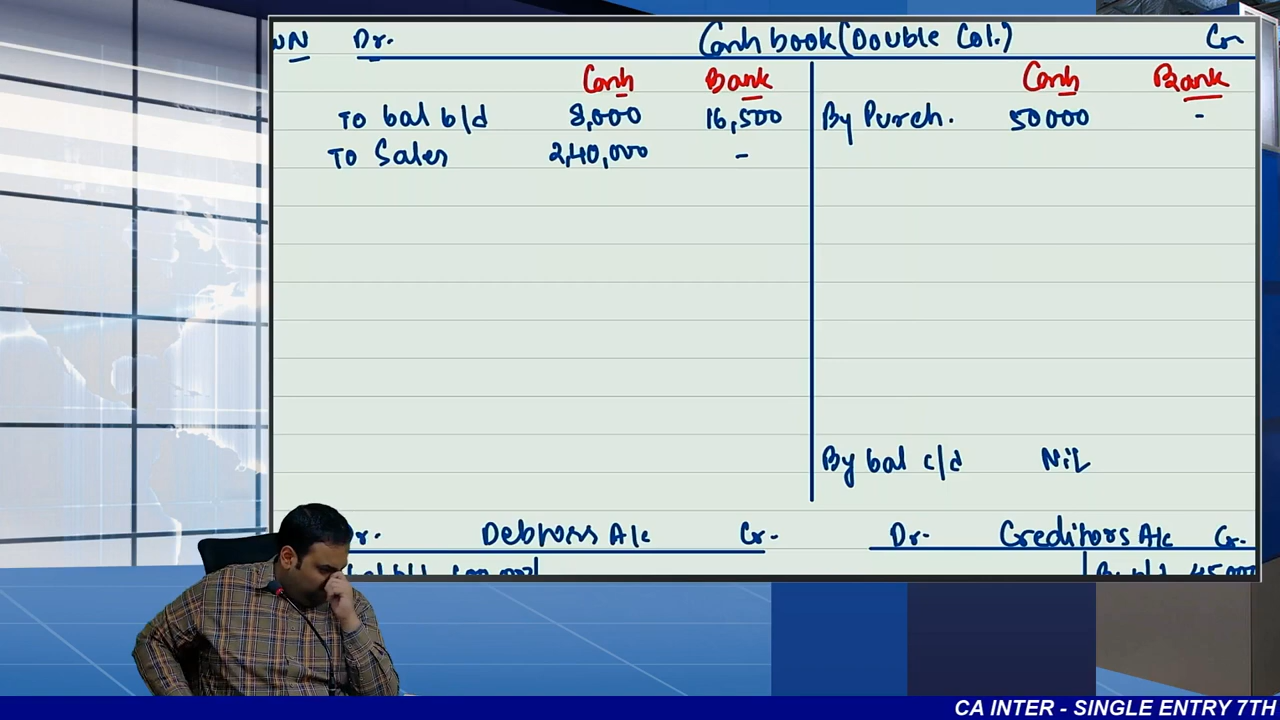 WN Dr. Cash book (Double Col.) Cr
Cash Bank Cash Bank
To bal b/d 8,000 16,500 By Purch. 50000 -
To Sales 2,40,000 -
By bal c/d Nil
Dr. Debtors A/c Cr. Dr. Creditors A/c Cr.
CA INTER - SINGLE ENTRY 7TH